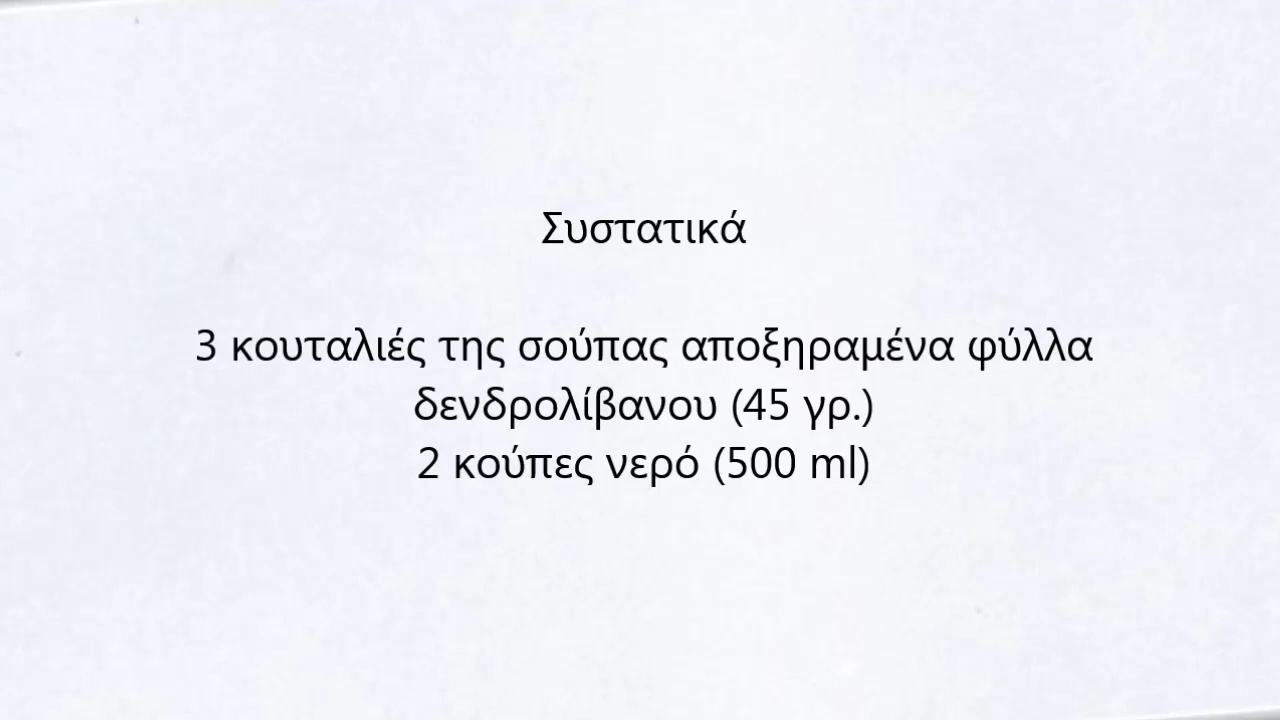 Συστατικά
3 κουταλιές της σούπας αποξηραμένα φύλλα
δενδρολίβανου (45 γρ.)
2 κούπες νερό (500 ml)